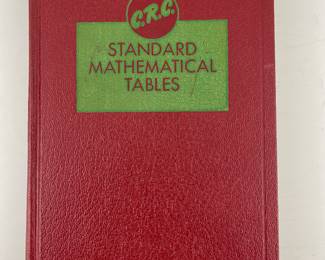 C.R.C.
STANDARD
MATHEMATICAL
TABLES